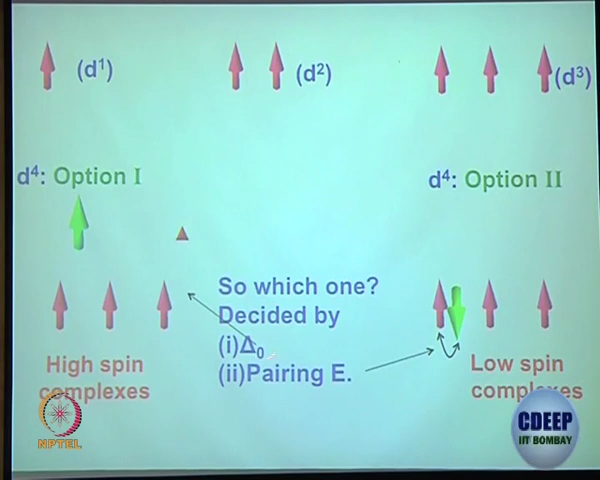 (d¹) (d²) (d³)
d⁴: Option I d⁴: Option II
So which one?
Decided by
(i)Δ₀
(ii)Pairing E.
High spin
complexes
Low spin
complexes
NPTEL
CDEEP
IIT BOMBAY